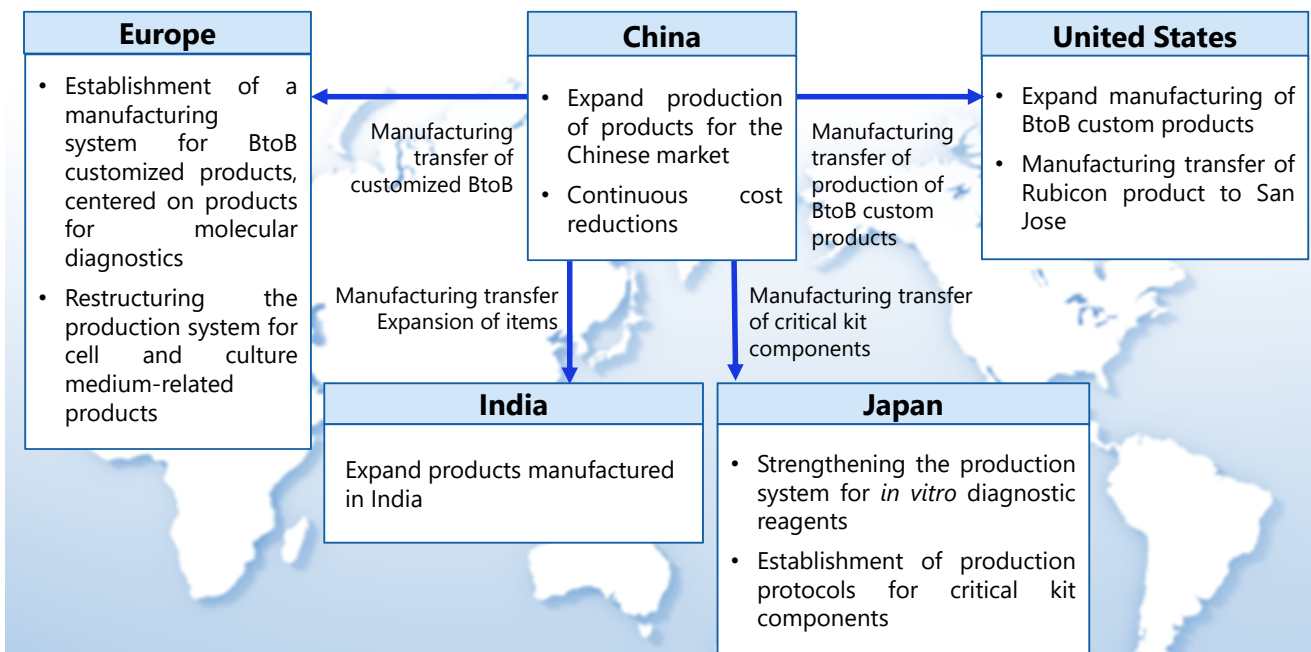 Europe
• Establishment of a
manufacturing
system for BtoB
customized products,
centered on products
for molecular
diagnostics
• Restructuring the
production system for
cell and culture
medium-related
products
Manufacturing
transfer of
customized BtoB
China
• Expand production
of products for the
Chinese market
• Continuous cost
reductions
Manufacturing
transfer of
production of
BtoB custom
products
United States
• Expand manufacturing of
BtoB custom products
• Manufacturing transfer of
Rubicon product to San
Jose
Manufacturing transfer
Expansion of items
Manufacturing transfer
of critical kit
components
India
Expand products manufactured
in India
Japan
• Strengthening the production
system for in vitro diagnostic
reagents
• Establishment of production
protocols for critical kit
components